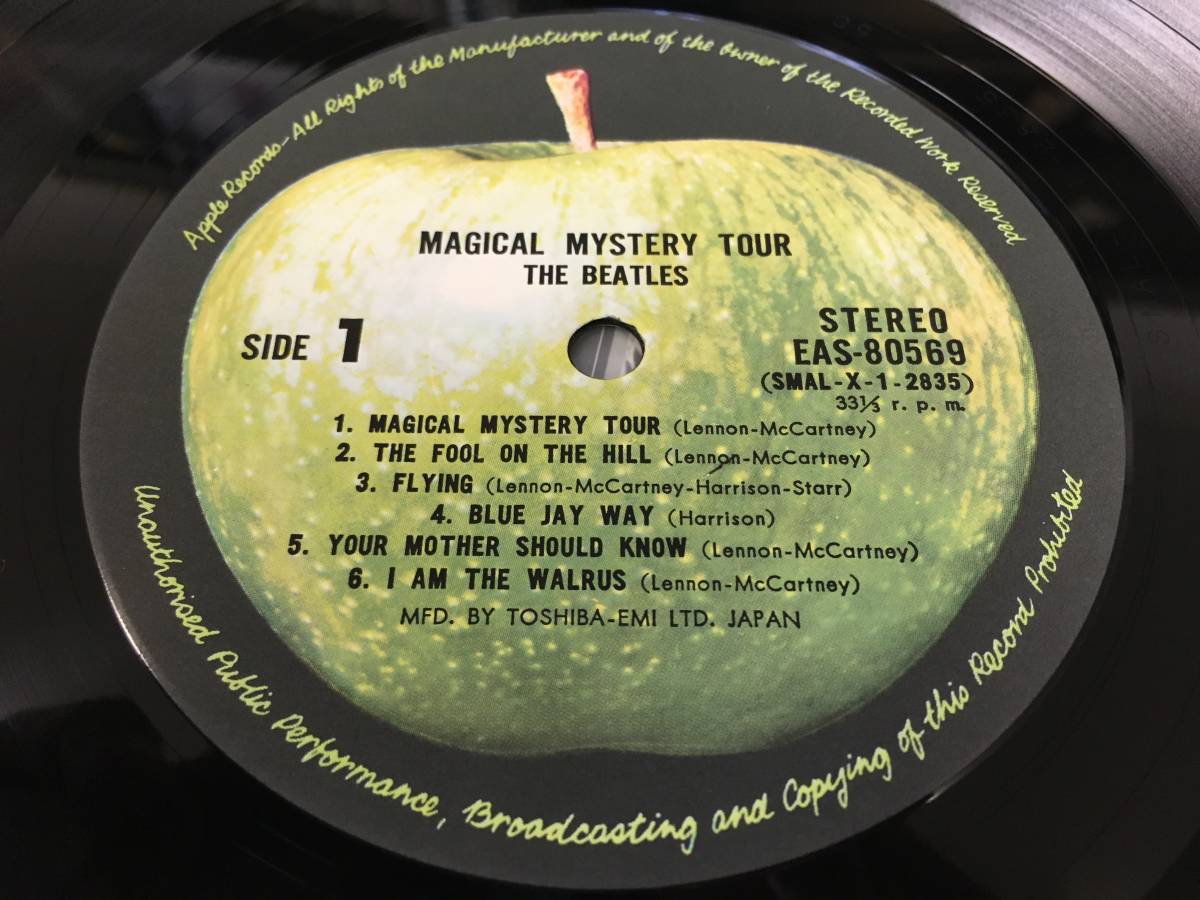 Apple Records-All Rights of the Manufacturer and of the Owner of the Recorded Work Reserved
MAGICAL MYSTERY TOUR
THE BEATLES
SIDE 1
STEREO
EAS-80569
(SMAL-X-1-2835)
33⅓ r. p. m.
1. MAGICAL MYSTERY TOUR (Lennon-McCartney)
2. THE FOOL ON THE HILL (Lennon-McCartney)
3. FLYING (Lennon-McCartney-Harrison-Starr)
4. BLUE JAY WAY (Harrison)
5. YOUR MOTHER SHOULD KNOW (Lennon-McCartney)
6. I AM THE WALRUS (Lennon-McCartney)
MFD. BY TOSHIBA-EMI LTD. JAPAN
Unauthorised Public Performance, Broadcasting and Copying of this Record Prohibited